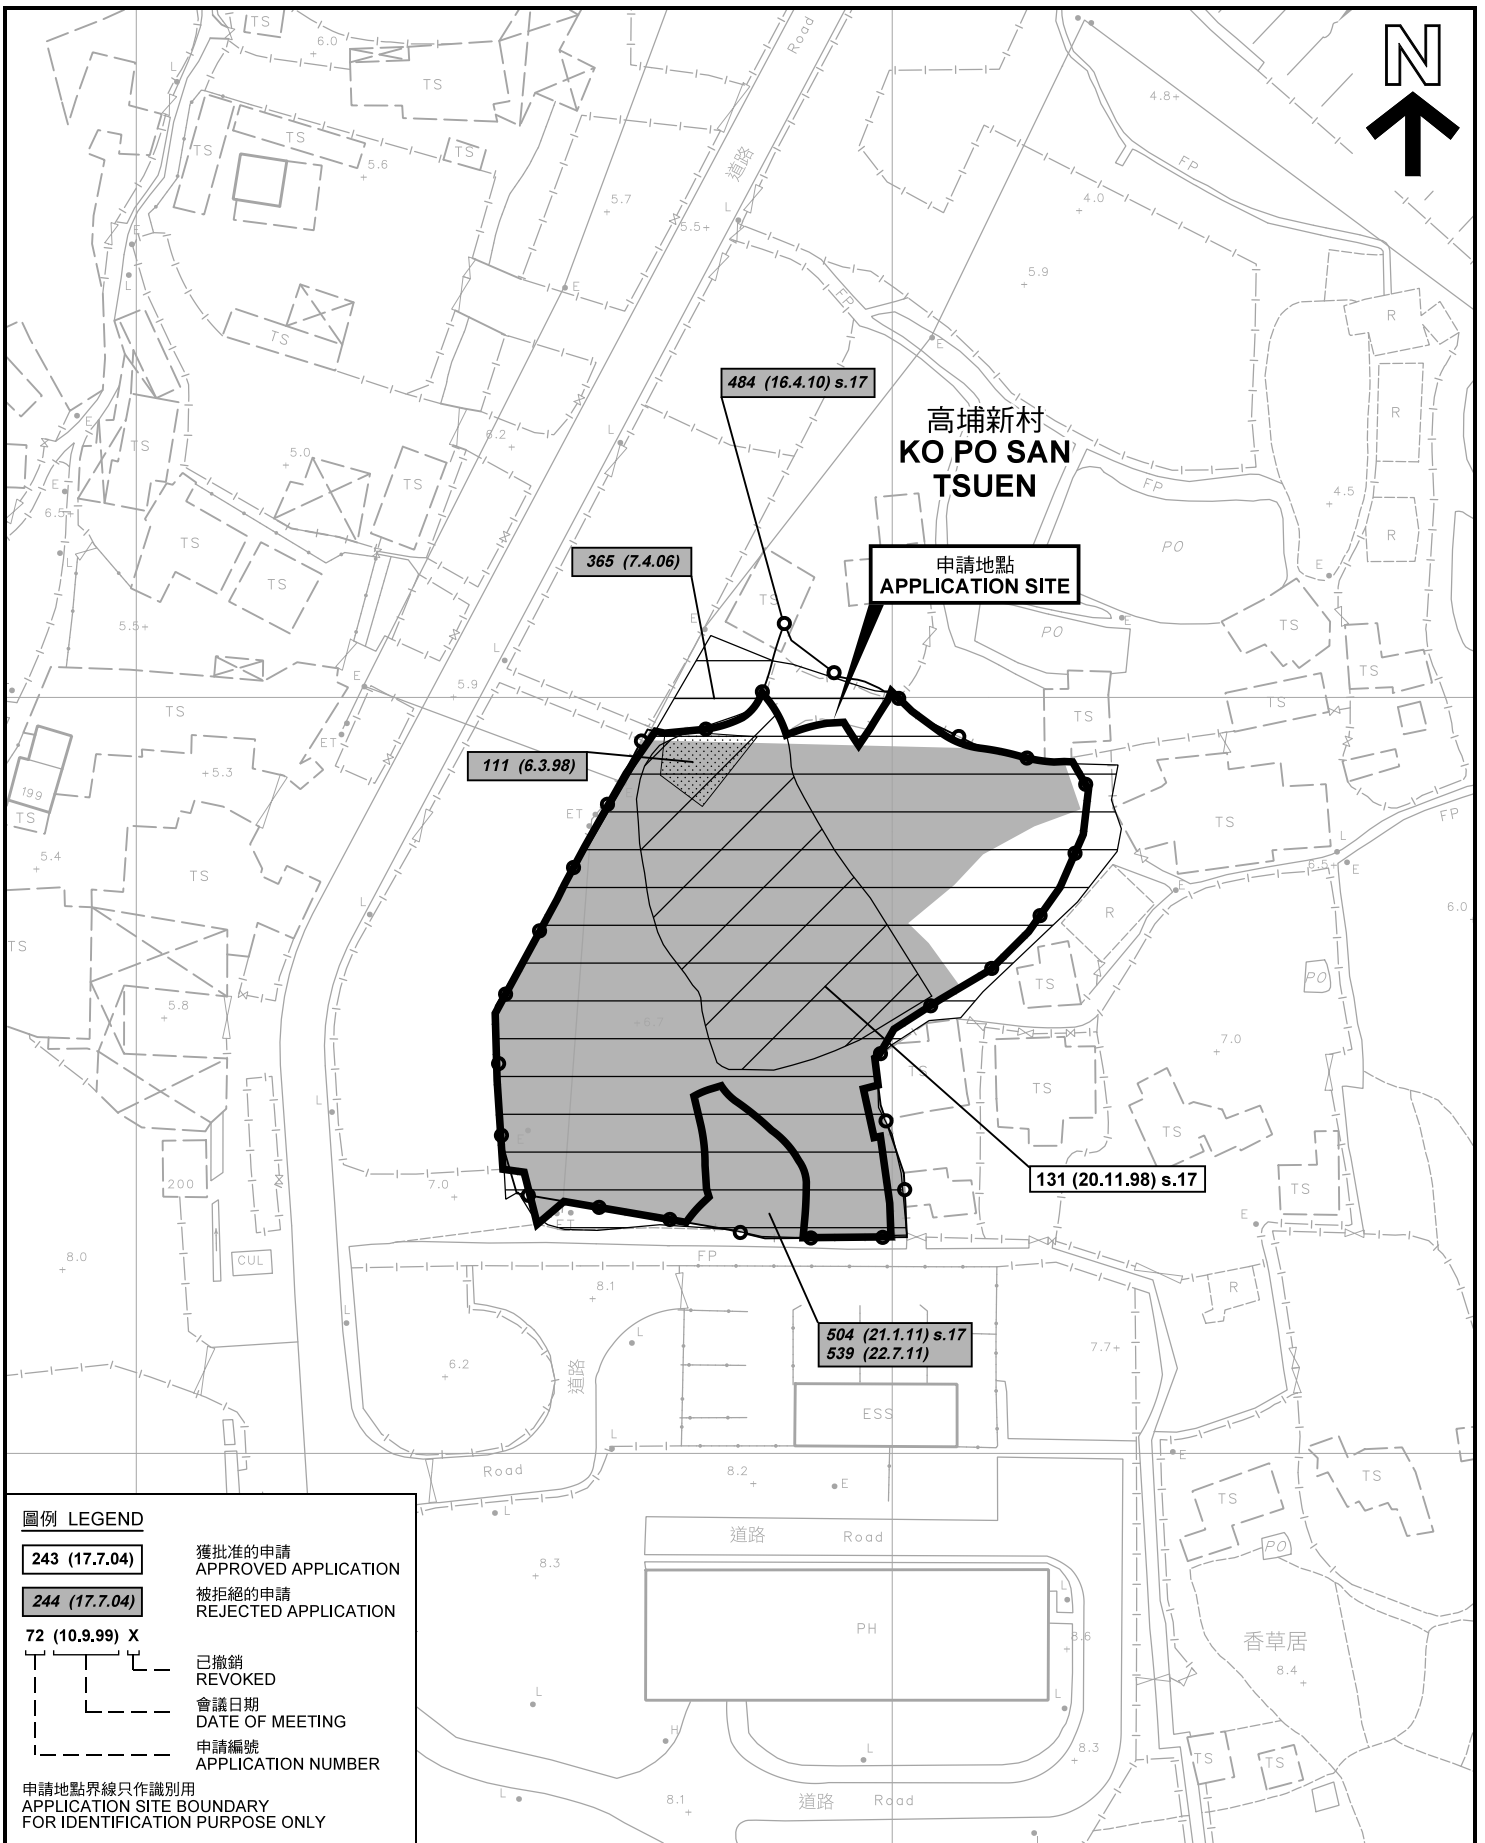 N
TS
6.0
Road
TS
4.8+
TS
TS
TS
5.6
道路
FP
5.7
4.0
L
5.5+
E
L
5.9
E
FP
R
TS
484 (16.4.10) s.17
高埔新村
KO PO SAN
TSUEN
R
E
TS
6.2
L
5.0
TS
FP
4.5
E
6.5+
TS
365 (7.4.06)
申請地點
APPLICATION SITE
PO
R
L
E
TS
TS
5.5+
E
PO
E
TS
L
E
5.9
TS
TS
TS
TS
ET
111 (6.3.98)
+5.3
199
TS
ET
TS
FP
5.4
L
TS
6.5+
E
E
L
R
6.0
TS
TS
PO
5.8
+6.7
7.0
TS
TS
L
E
TS
131 (20.11.98) s.17
200
7.0
TS
E
ET
8.0
CUL
FP
8.1
R
504 (21.1.11) s.17
539 (22.7.11)
L
L
6.2
道路
7.7+
ESS
L
E
Road
8.2
E
TS
TS
L
道路
Road
PO
8.3
L
PH
8.6
香草居
8.4
L
L
H
L
8.3
TS
TS
L
8.1
道路
Road
L
圖例 LEGEND
243 (17.7.04)
獲批准的申請
APPROVED APPLICATION
244 (17.7.04)
被拒絕的申請
REJECTED APPLICATION
72 (10.9.99) X
已撤銷
REVOKED
會議日期
DATE OF MEETING
申請編號
APPLICATION NUMBER
申請地點界線只作識別用
APPLICATION SITE BOUNDARY
FOR IDENTIFICATION PURPOSE ONLY